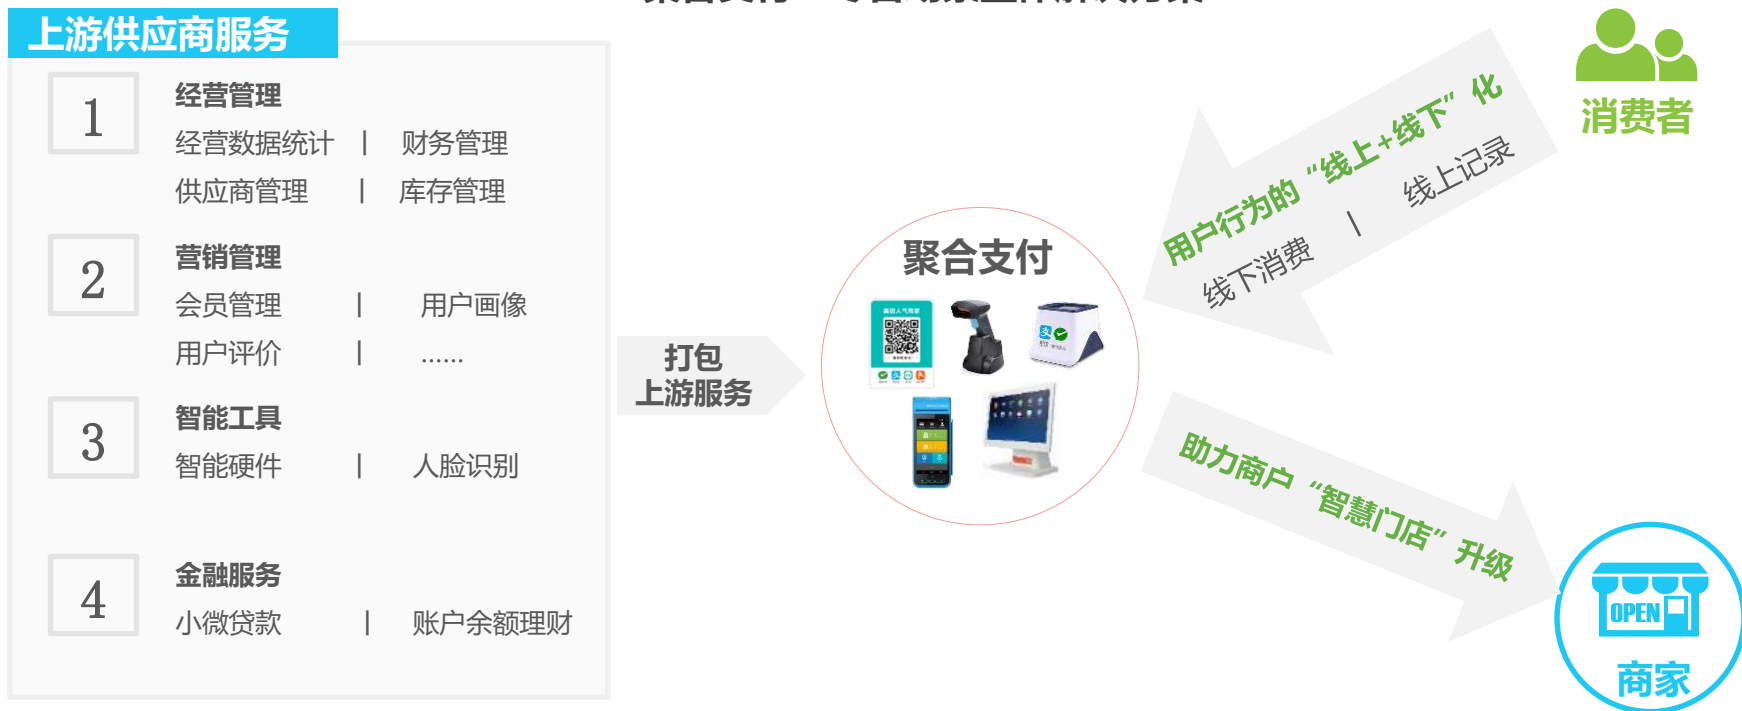 上游供应商服务
1
经营管理
经营数据统计 | 财务管理
供应商管理 | 库存管理
2
营销管理
会员管理 | 用户画像
用户评价 | ……
3
智能工具
智能硬件 | 人脸识别
4
金融服务
小微贷款 | 账户余额理财
打包
上游服务
聚合支付
用户行为的“线上+线下”化
线下消费 | 线上记录
消费者
助力商户“智慧门店”升级
OPEN
商家